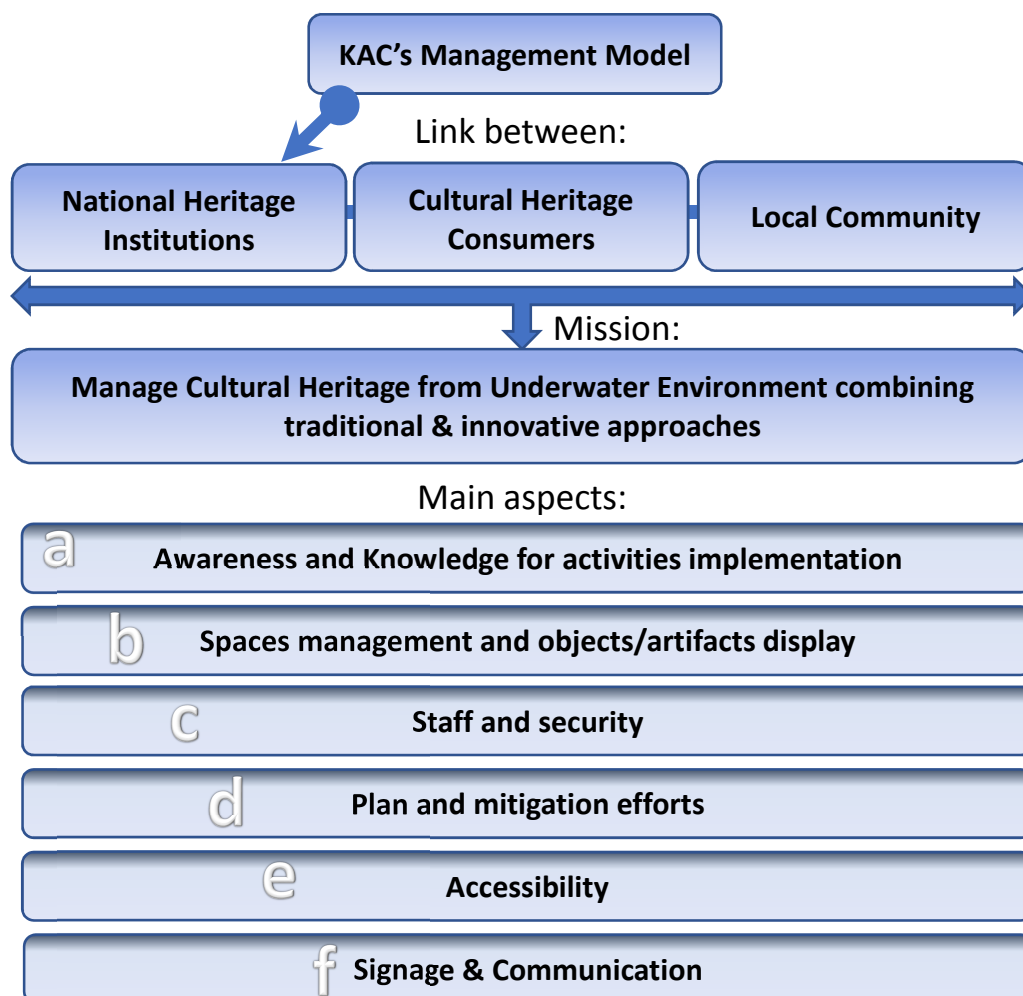 KAC's Management Model
Link between:
National Heritage
Institutions
Cultural Heritage
Consumers
Local Community
Mission:
Manage Cultural Heritage from Underwater Environment combining
traditional & innovative approaches
Main aspects:
a Awareness and Knowledge for activities implementation
b Spaces management and objects/artifacts display
c Staff and security
d Plan and mitigation efforts
e Accessibility
f Signage & Communication